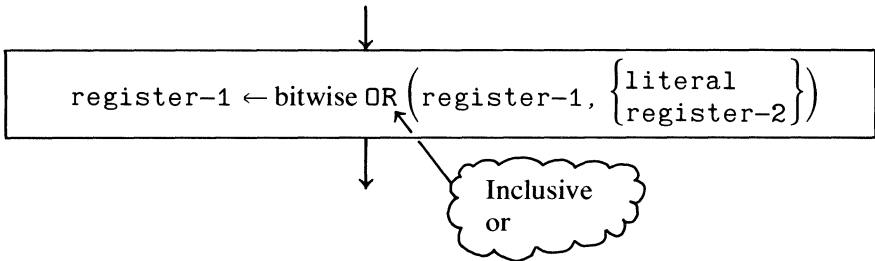 register-1 ← bitwise OR (register-1, {literal
register-2})
Inclusive
or